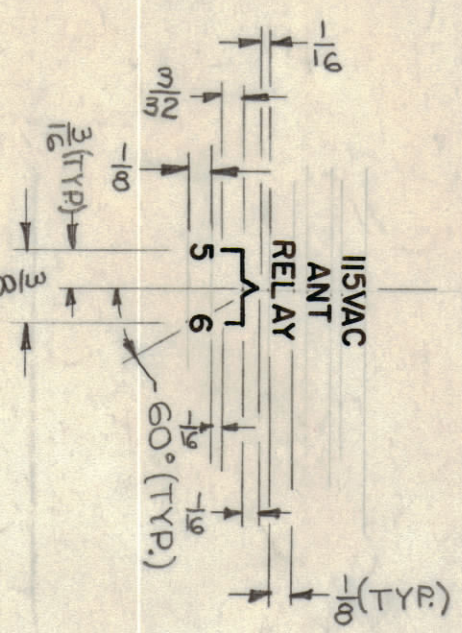 1/16
3/32
1/8
3/16 (TYP.)
3/8
115VAC
ANT
RELAY
5 6
60° (TYP.)
1/16
1/16
1/8 (TYP.)